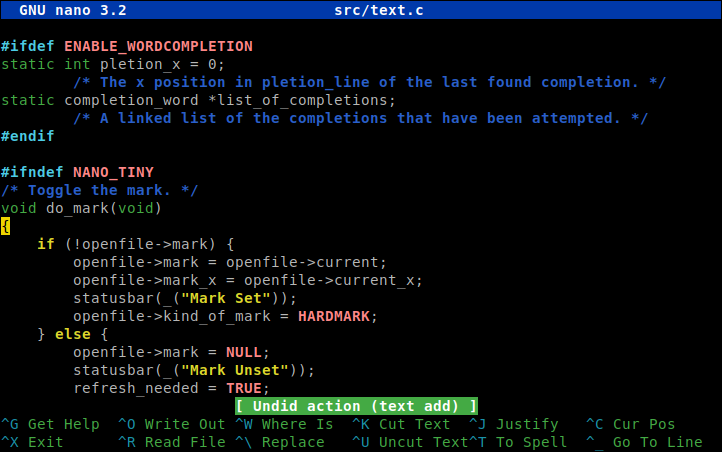 GNU nano 3.2                       src/text.c
#ifdef ENABLE_WORDCOMPLETION
static int pletion_x = 0;
        /* The x position in pletion_line of the last found completion. */
static completion_word *list_of_completions;
        /* A linked list of the completions that have been attempted. */
#endif
#ifndef NANO_TINY
/* Toggle the mark. */
void do_mark(void)
{
    if (!openfile->mark) {
        openfile->mark = openfile->current;
        openfile->mark_x = openfile->current_x;
        statusbar(_("Mark Set"));
        openfile->kind_of_mark = HARDMARK;
    } else {
        openfile->mark = NULL;
        statusbar(_("Mark Unset"));
        refresh_needed = TRUE;
[ Undid action (text add) ]
^G Get Help  ^O Write Out ^W Where Is  ^K Cut Text  ^J Justify   ^C Cur Pos
^X Exit      ^R Read File ^\ Replace   ^U Uncut Text^T To Spell  ^_ Go To Line